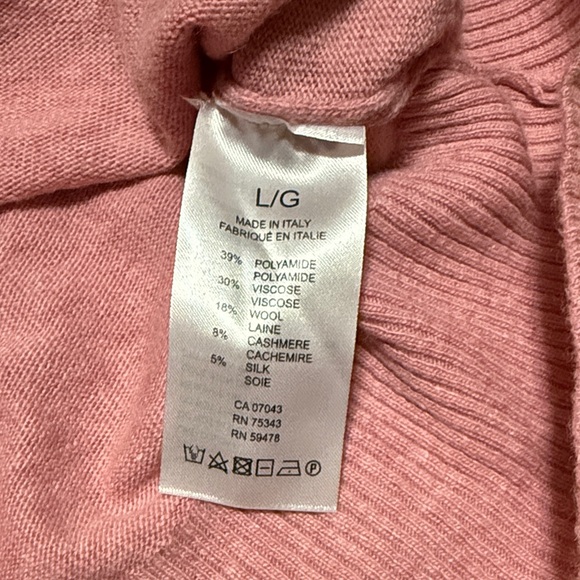 L/G
MADE IN ITALY
FABRIQUÉ EN ITALIE
39% POLYAMIDE
POLYAMIDE
30% VISCOSE
VISCOSE
18% WOOL
LAINE
8% CASHMERE
CACHEMIRE
5% SILK
SOIE
CA 07043
RN 75343
RN 59478
P